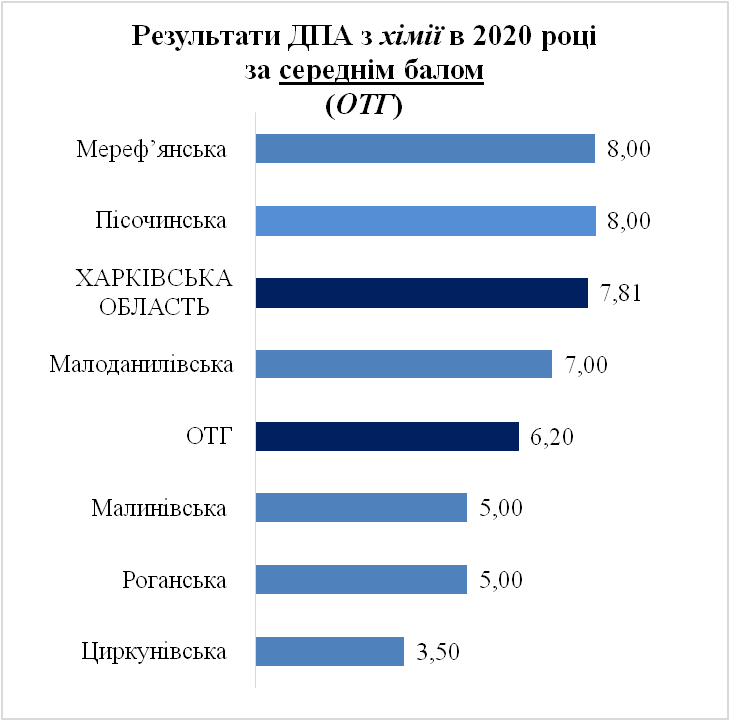 Результати ДПА з хімії в 2020 році
за середнім балом
(ОТГ)
Мереф’янська 8,00
Пісочинська 8,00
ХАРКІВСЬКА
ОБЛАСТЬ 7,81
Малоданилівська 7,00
ОТГ 6,20
Малинівська 5,00
Роганська 5,00
Циркунівська 3,50